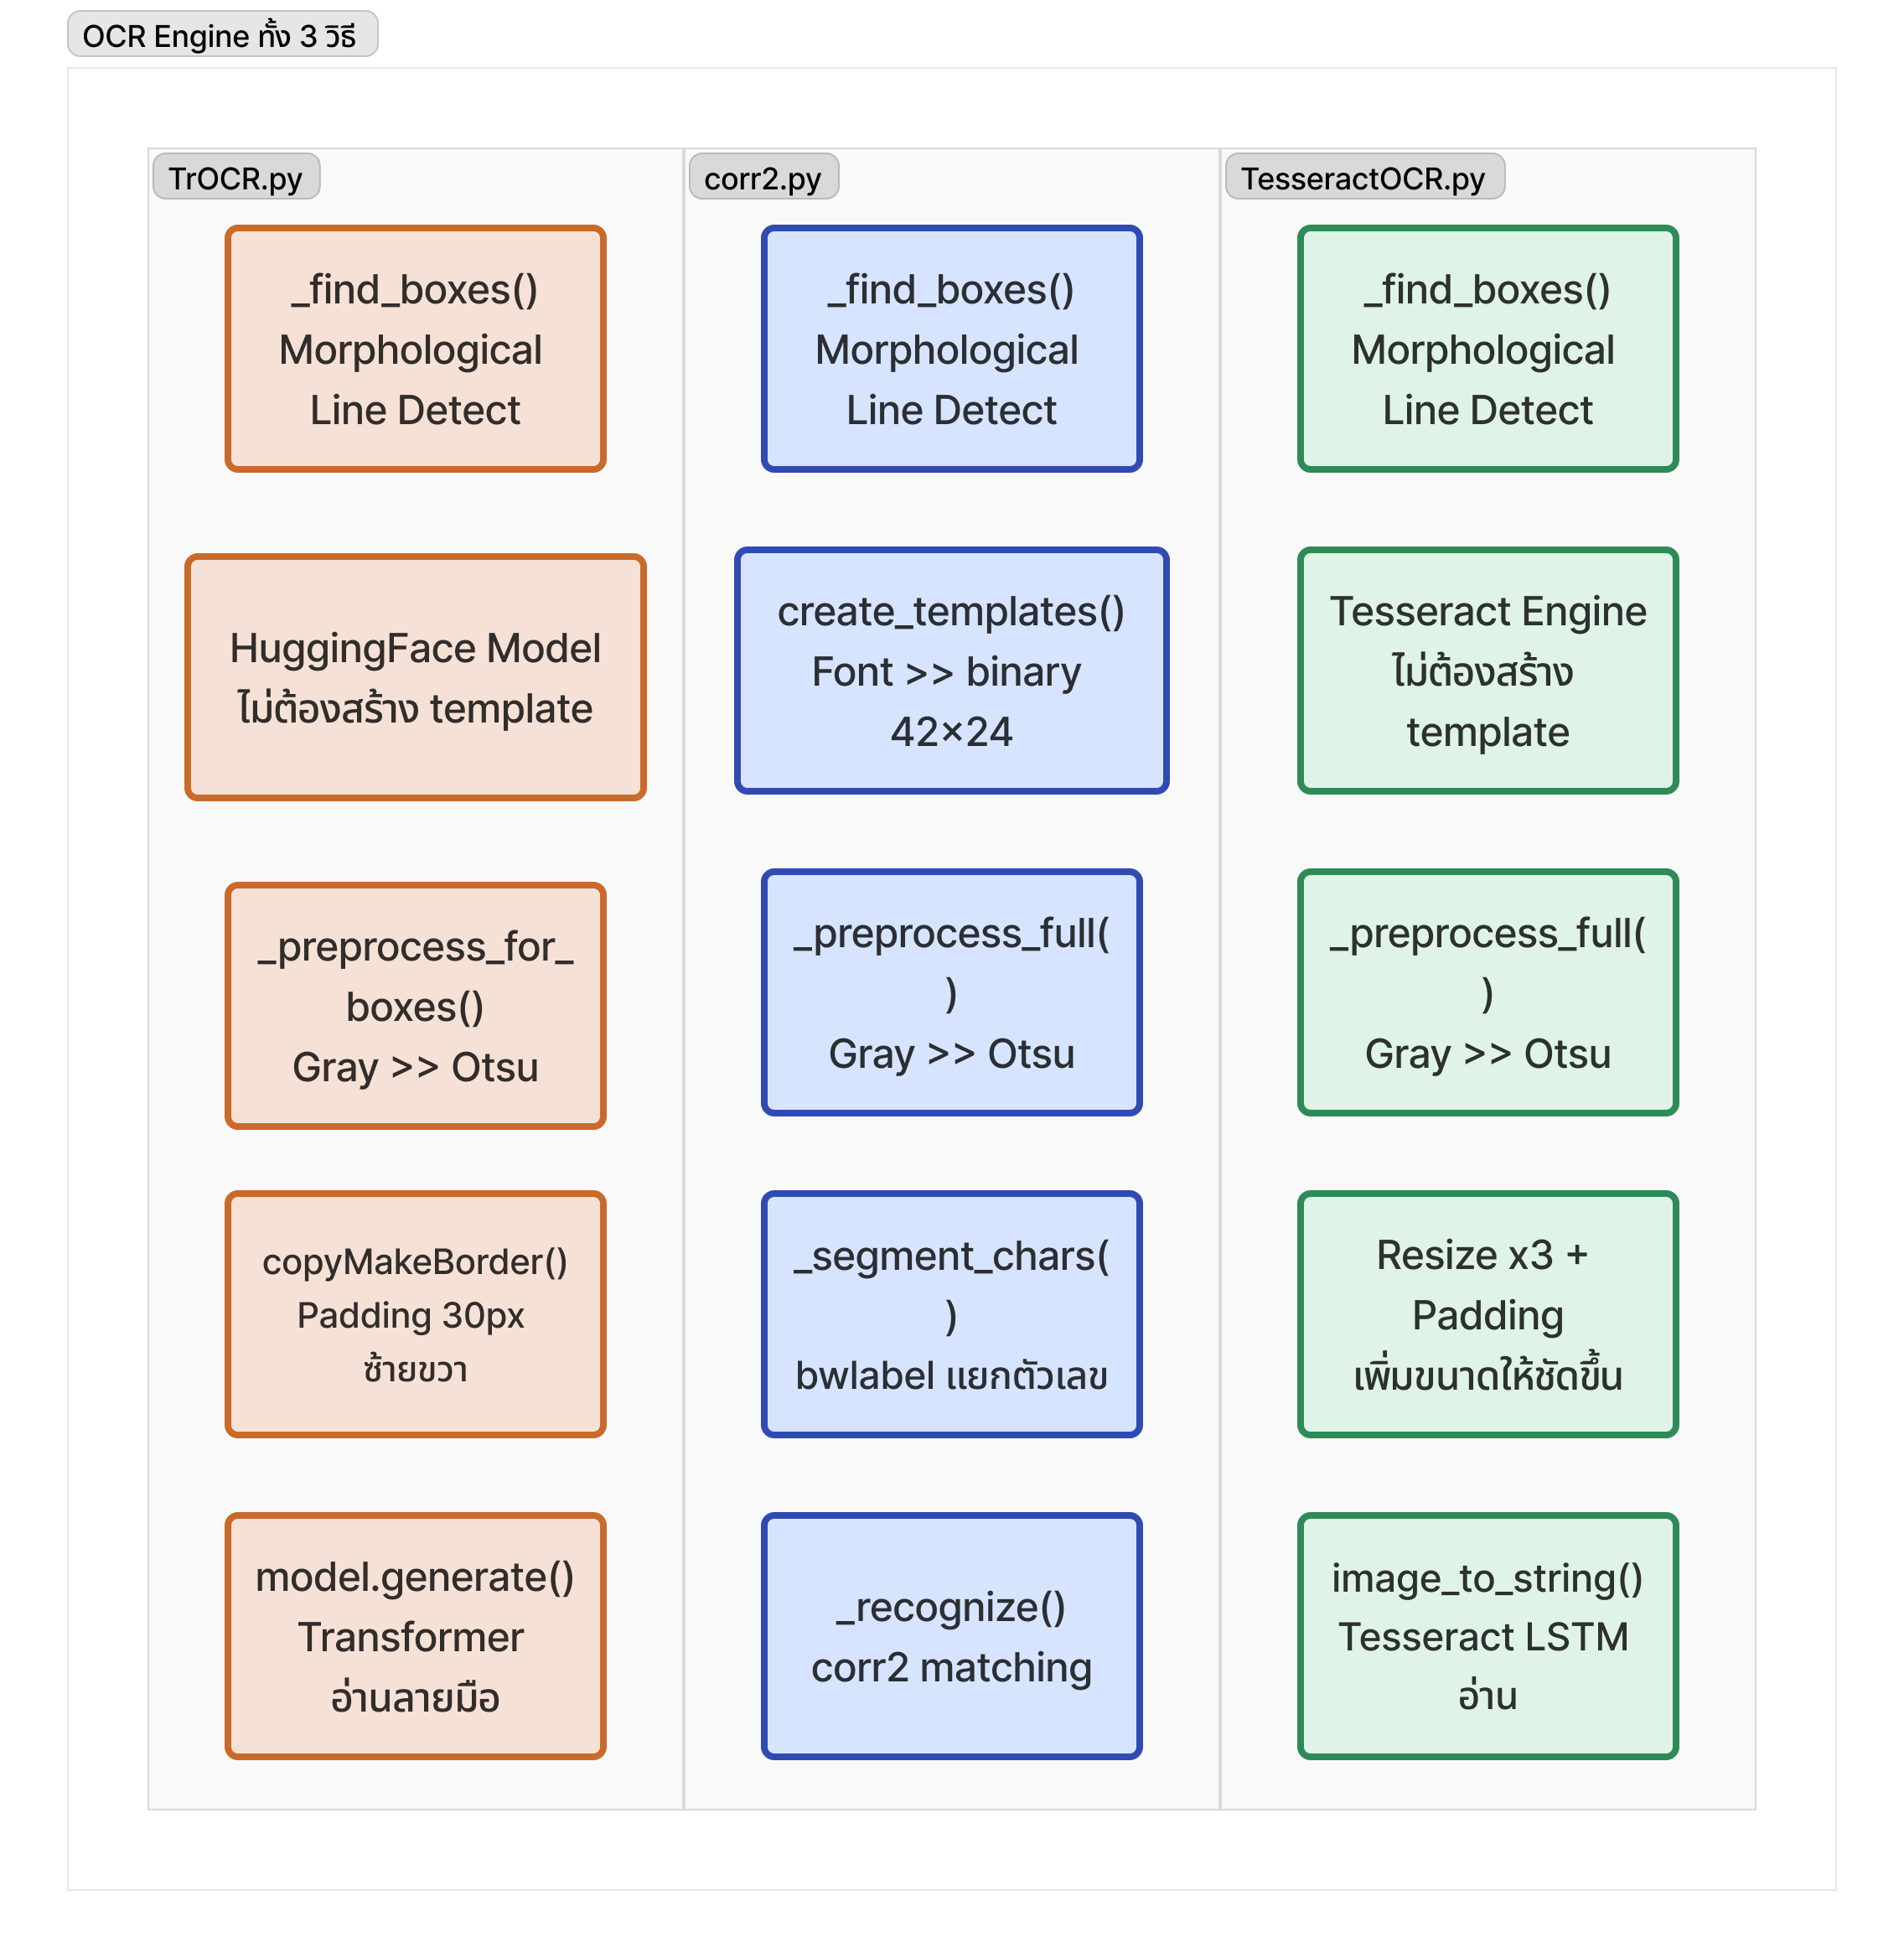 OCR Engine ทั้ง 3 วิธี
TrOCR.py
_find_boxes()
Morphological
Line Detect
HuggingFace Model
ไม่ต้องสร้าง template
_preprocess_for_
boxes()
Gray >> Otsu
copyMakeBorder()
Padding 30px
ซ้ายขวา
model.generate()
Transformer
อ่านลายมือ
corr2.py
_find_boxes()
Morphological
Line Detect
create_templates()
Font >> binary
42×24
_preprocess_full(
)
Gray >> Otsu
_segment_chars(
)
bwlabel แยกตัวเลข
_recognize()
corr2 matching
TesseractOCR.py
_find_boxes()
Morphological
Line Detect
Tesseract Engine
ไม่ต้องสร้าง
template
_preprocess_full(
)
Gray >> Otsu
Resize x3 +
Padding
เพิ่มขนาดให้ชัดขึ้น
image_to_string()
Tesseract LSTM
อ่าน